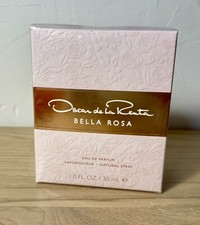 Oscar de la Renta
BELLA ROSA
EAU DE PARFUM
VAPORISATEUR - NATURAL SPRAY
1.0 FL. OZ / 30 ml ℮